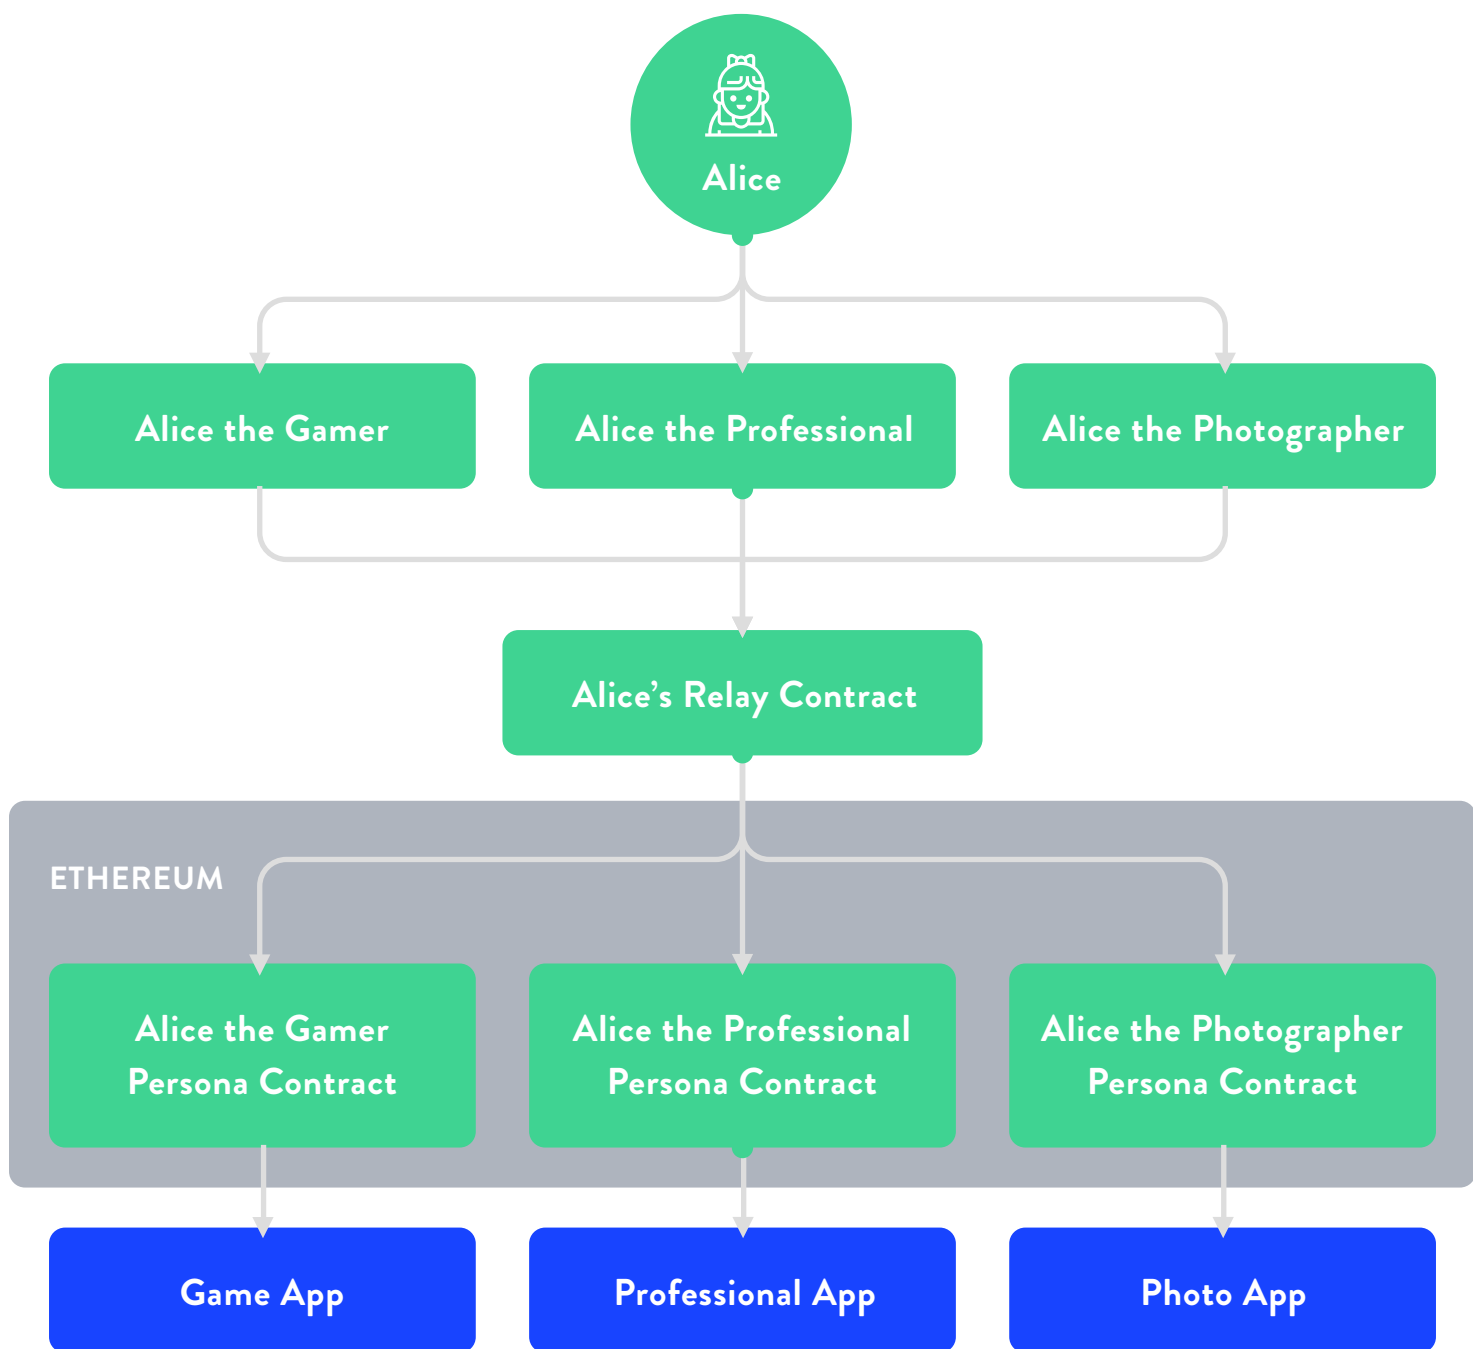 Alice
Alice the Gamer
Alice the Professional
Alice the Photographer
Alice’s Relay Contract
ETHEREUM
Alice the Gamer
Persona Contract
Alice the Professional
Persona Contract
Alice the Photographer
Persona Contract
Game App
Professional App
Photo App